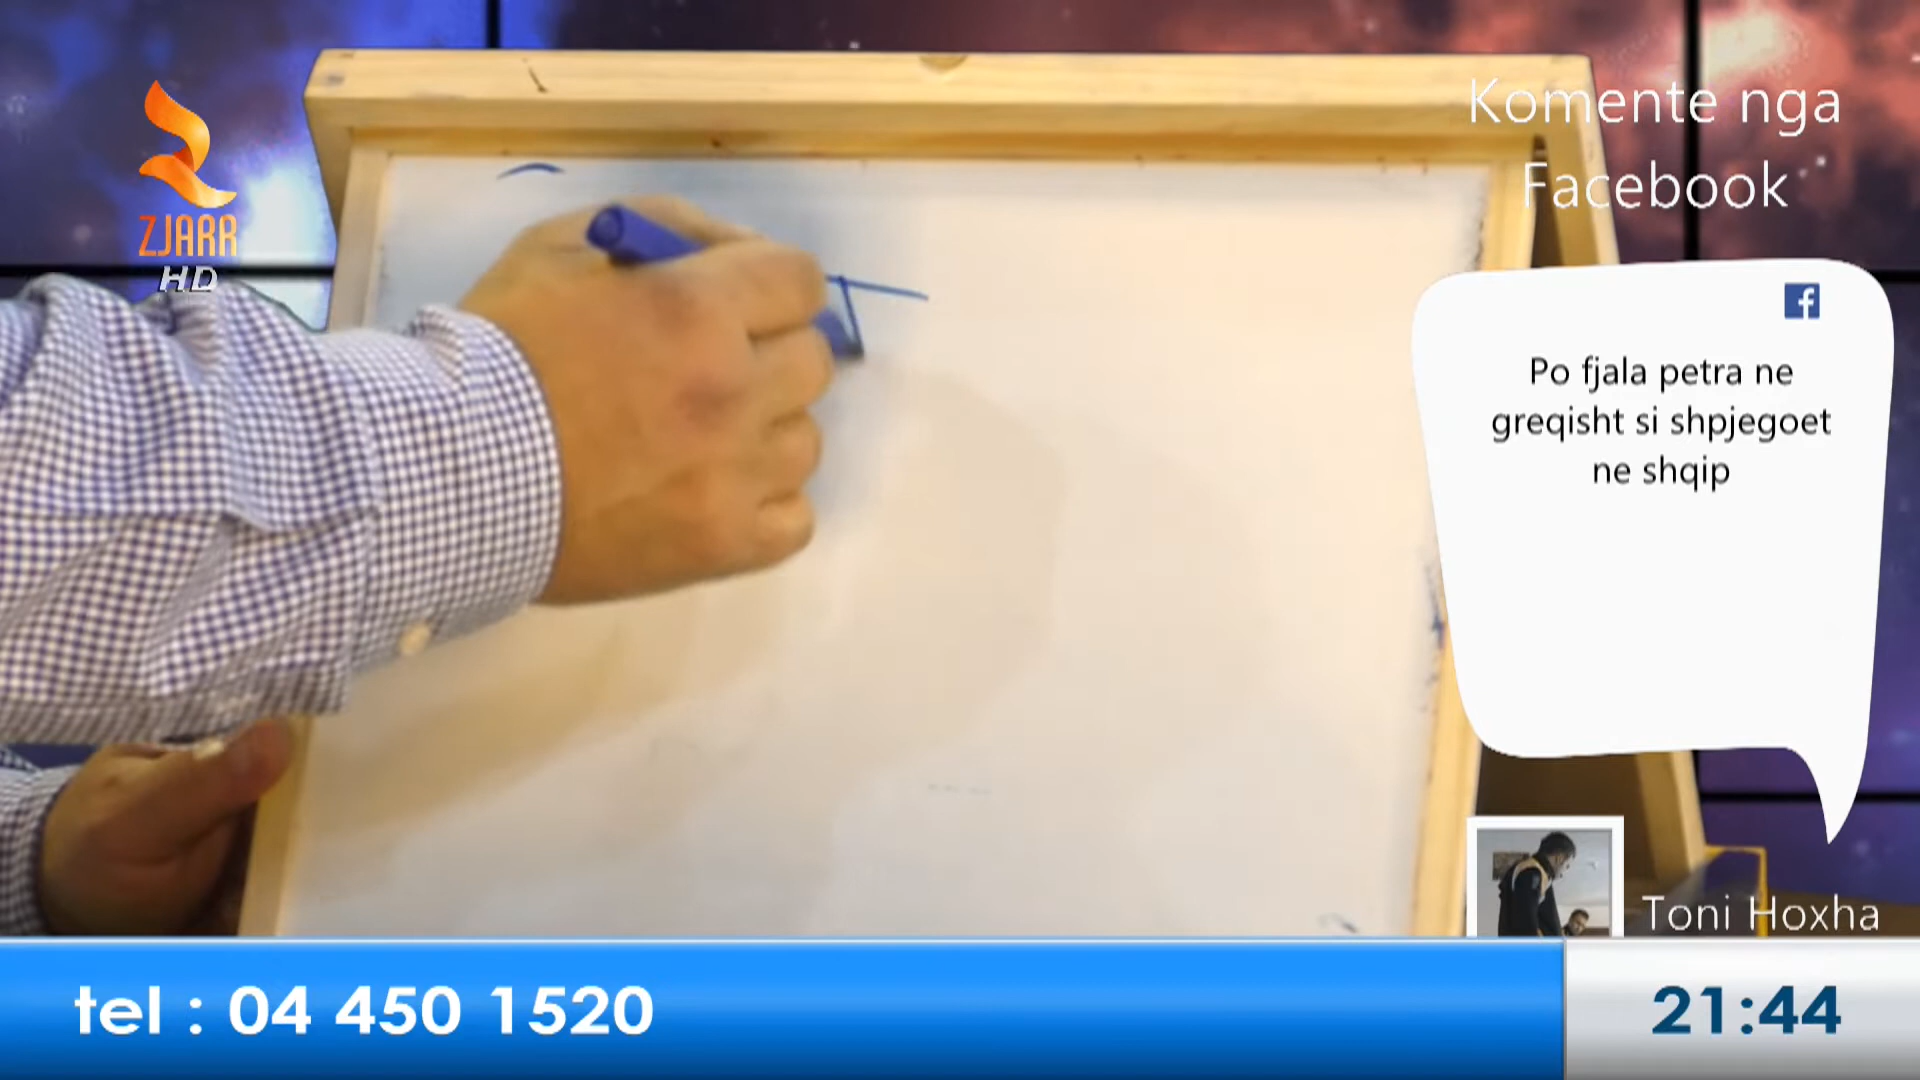 ZJARR
HD
Komente nga
Facebook
f
Po fjala petra ne
greqisht si shpjegoet
ne shqip
Toni Hoxha
tel : 04 450 1520
21:44